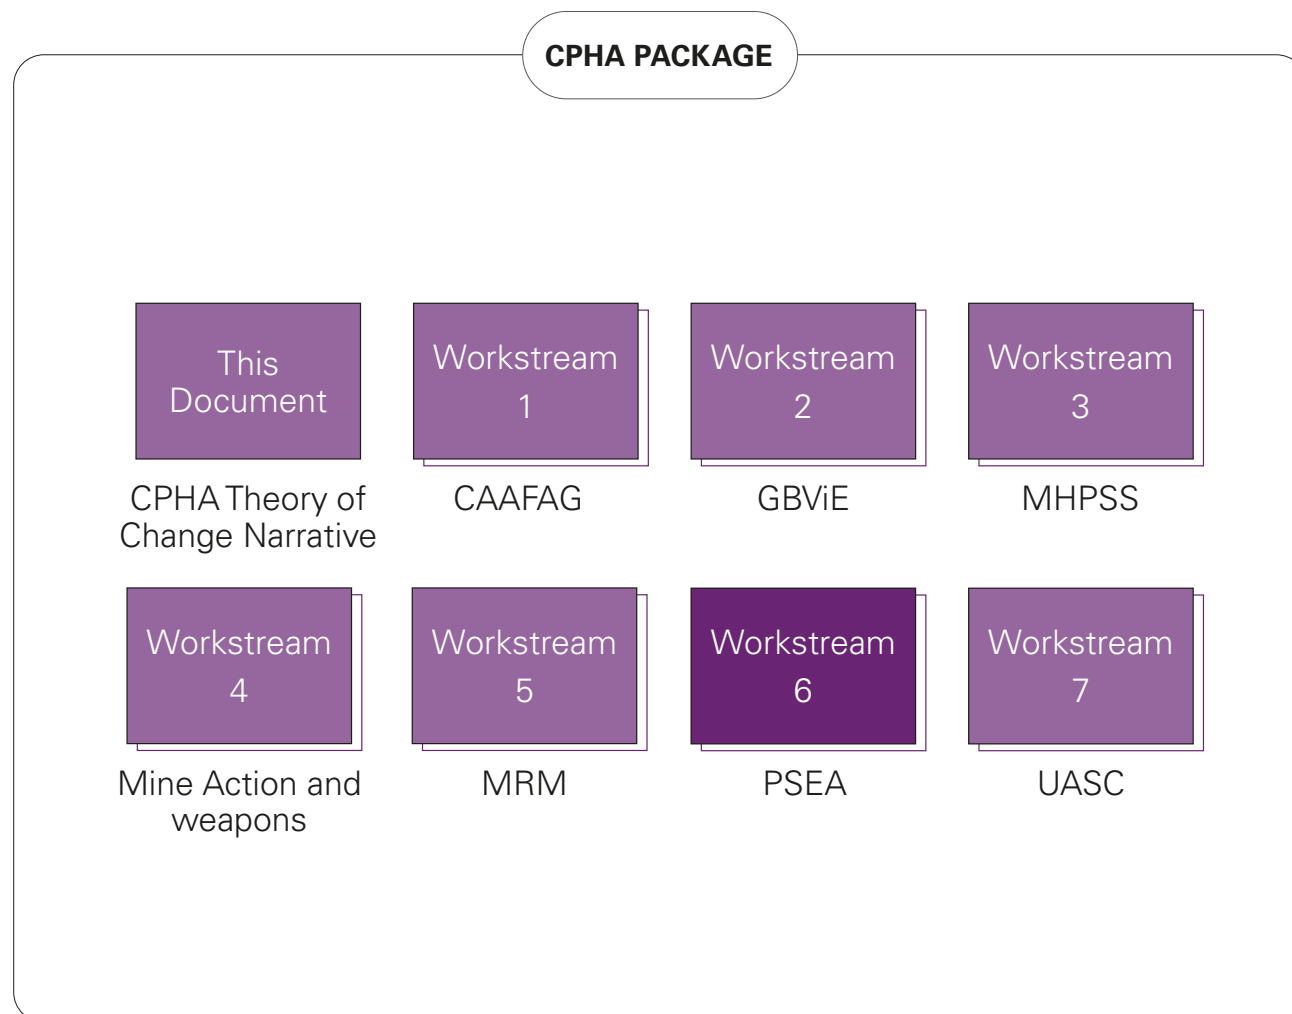 CPHA PACKAGE
This
Document
CPHA Theory of
Change Narrative
Workstream
1
CAAFAG
Workstream
2
GBViE
Workstream
3
MHPSS
Workstream
4
Mine Action and
weapons
Workstream
5
MRM
Workstream
6
PSEA
Workstream
7
UASC